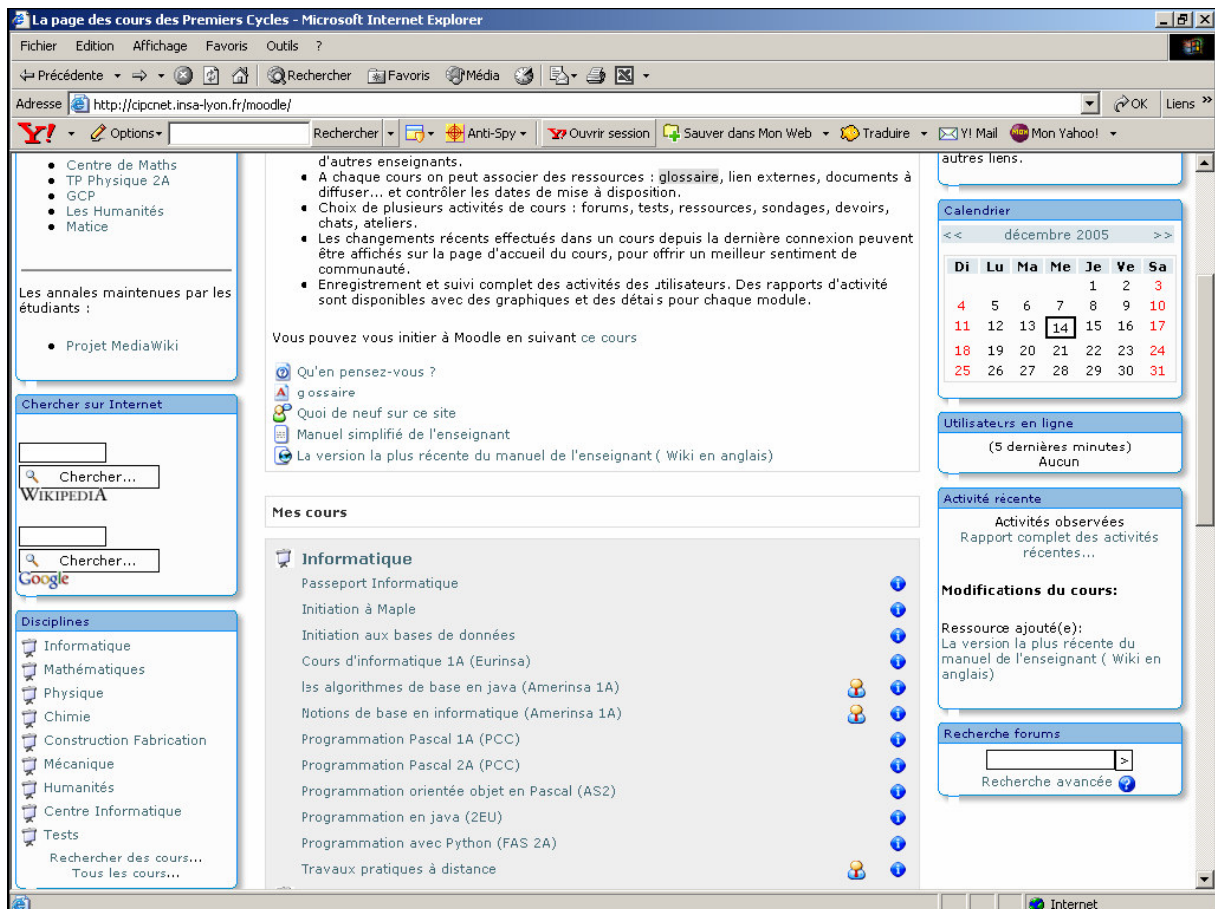 La page des cours des Premiers Cycles - Microsoft Internet Explorer
Fichier Edition Affichage Favoris Outils ?
Précédente Rechercher Favoris Média
Adresse http://cipcnet.insa-lyon.fr/moodle/ OK Liens »
Y! Options Rechercher Anti-Spy Ouvrir session Sauver dans Mon Web Traduire Y! Mail Mon Yahoo!
Centre de Maths
TP Physique 2A
GCP
Les Humanités
Matice
Les annales maintenues par les
étudiants :
Projet MediaWiki
Chercher sur Internet
Chercher...
WIKIPEDIA
Chercher...
Google
Disciplines
Informatique
Mathématiques
Physique
Chimie
Construction Fabrication
Mécanique
Humanités
Centre Informatique
Tests
Rechercher des cours...
Tous les cours...
d'autres enseignants.
A chaque cours on peut associer des ressources : glossaire, lien externes, documents à
diffuser... et contrôler les dates de mise à disposition.
Choix de plusieurs activités de cours : forums, tests, ressources, sondages, devoirs,
chats, ateliers.
Les changements récents effectués dans un cours depuis la dernière connexion peuvent
être affichés sur la page d'accueil du cours, pour offrir un meilleur sentiment de
communauté.
Enregistrement et suivi complet des activités des utilisateurs. Des rapports d'activité
sont disponibles avec des graphiques et des détails pour chaque module.
Vous pouvez vous initier à Moodle en suivant ce cours
Qu'en pensez-vous ?
glossaire
Quoi de neuf sur ce site
Manuel simplifié de l'enseignant
La version la plus récente du manuel de l'enseignant ( Wiki en anglais)
Mes cours
Informatique
Passeport Informatique
Initiation à Maple
Initiation aux bases de données
Cours d'informatique 1A (Eurinsa)
les algorithmes de base en java (Amerinsa 1A)
Notions de base en informatique (Amerinsa 1A)
Programmation Pascal 1A (PCC)
Programmation Pascal 2A (PCC)
Programmation orientée objet en Pascal (AS2)
Programmation en java (2EU)
Programmation avec Python (FAS 2A)
Travaux pratiques à distance
autres liens.
Calendrier
<< décembre 2005 >>
Di Lu Ma Me Je Ve Sa
1 2 3
4 5 6 7 8 9 10
11 12 13 14 15 16 17
18 19 20 21 22 23 24
25 26 27 28 29 30 31
Utilisateurs en ligne
(5 dernières minutes)
Aucun
Activité récente
Activités observées
Rapport complet des activités
récentes...
Modifications du cours:
Ressource ajouté(e):
La version la plus récente du
manuel de l'enseignant ( Wiki en
anglais)
Recherche forums
>
Recherche avancée ?
Internet